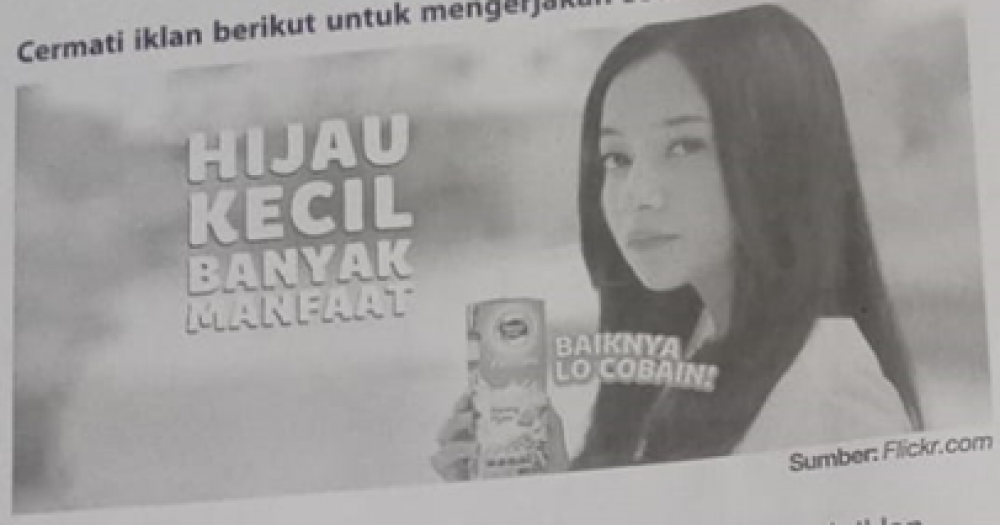 Cermati iklan berikut untuk mengerjakan
HIJAU
KECIL
BANYAK
MANFAAT
BAIKNYA
LO COBAIN!
Sumber: Flickr.com